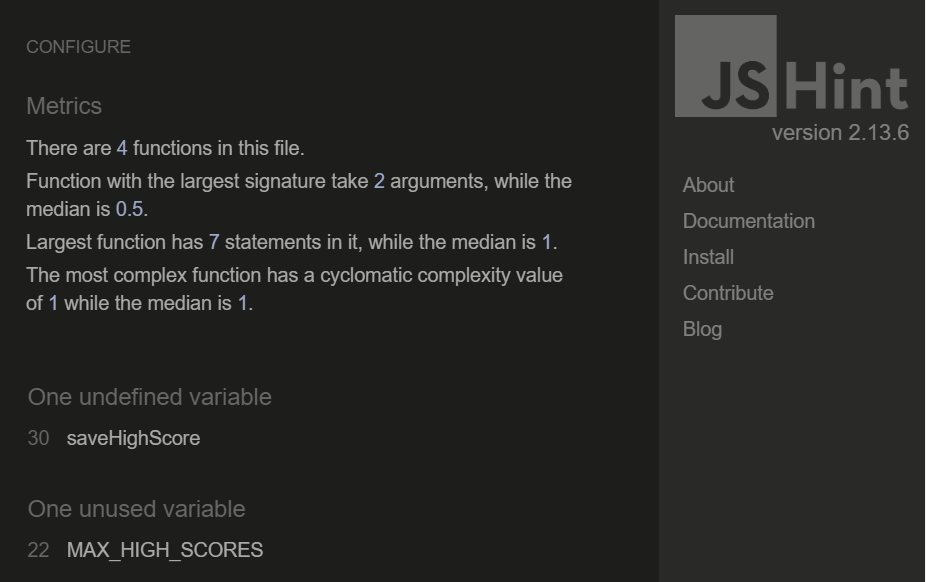 CONFIGURE
Metrics
There are 4 functions in this file.
Function with the largest signature take 2 arguments, while the
median is 0.5.
Largest function has 7 statements in it, while the median is 1.
The most complex function has a cyclomatic complexity value
of 1 while the median is 1.
One undefined variable
30 saveHighScore
One unused variable
22 MAX_HIGH_SCORES
JSHint
version 2.13.6
About
Documentation
Install
Contribute
Blog